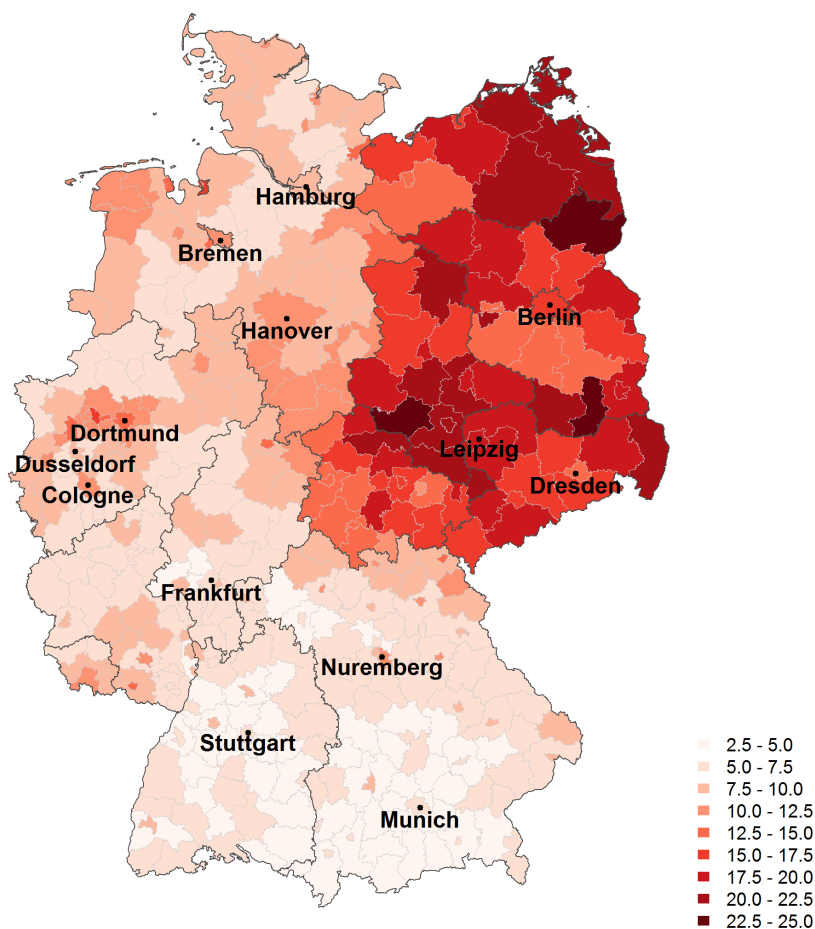 Hamburg
Bremen
Hanover
Berlin
Dortmund
Leipzig
Dusseldorf
Dresden
Cologne
Frankfurt
Nuremberg
Stuttgart
Munich
2.5 - 5.0
5.0 - 7.5
7.5 - 10.0
10.0 - 12.5
12.5 - 15.0
15.0 - 17.5
17.5 - 20.0
20.0 - 22.5
22.5 - 25.0